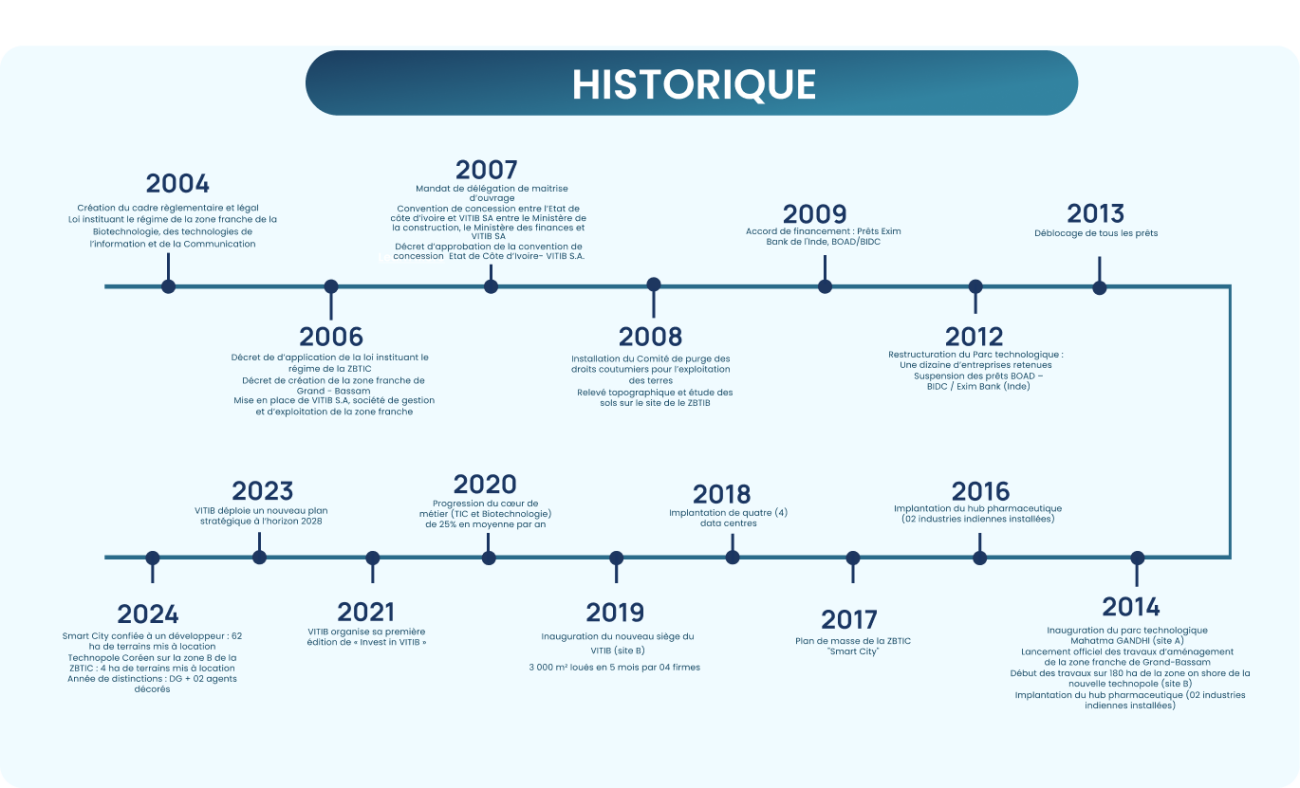 HISTORIQUE
2004
Création du cadre règlementaire et légal
Loi instituant le régime de la zone franche de la
Biotechnologie, des technologies de
l'information et de la Communication
2006
Décret de d'application de la loi instituant le
régime de la ZBTIC
Décret de création de la zone franche de
Grand - Bassam
Mise en place de VITIB S.A, société de gestion
et d'exploitation de la zone franche
2007
Mandat de délégation de maitrise
d'ouvrage
Convention de concession entre l'Etat de
côte d'ivoire et VITIB SA entre le Ministère de
la construction, le Ministère des finances et
VITIB SA
Décret d'approbation de la convention de
concession Etat de Côte d'Ivoire- VITIB S.A.
2008
Installation du Comité de purge des
droits coutumiers pour l'exploitation
des terres
Relevé topographique et étude des
sols sur le site de le ZBTIB
2009
Accord de financement : Prêts Exim
Bank de l'Inde, BOAD/BIDC
2012
Restructuration du Parc technologique :
Une dizaine d'entreprises retenues
Suspension des prêts BOAD –
BIDC / Exim Bank (Inde)
2013
Déblocage de tous les prêts
2014
Inauguration du parc technologique
Mahatma GANDHI (site A)
Lancement officiel des travaux d'aménagement
de la zone franche de Grand-Bassam
Début des travaux sur 180 ha de la zone on shore de la
nouvelle technopole (site B)
Implantation du hub pharmaceutique (02 industries
indiennes installées)
2016
Implantation du hub pharmaceutique
(02 industries indiennes installées)
2017
Plan de masse de la ZBTIC
"Smart City"
2018
Implantation de quatre (4)
data centres
2019
Inauguration du nouveau siège du
VITIB (site B)
3 000 m² loués en 5 mois par 04 firmes
2020
Progression du cœur de
métier (TIC et Biotechnologie)
de 25% en moyenne par an
2021
VITIB organise sa première
édition de « Invest in VITIB »
2023
VITIB déploie un nouveau plan
stratégique à l'horizon 2028
2024
Smart City confiée à un développeur : 62
ha de terrains mis à location
Technopole Coréen sur la zone B de la
ZBTIC : 4 ha de terrains mis à location
Année de distinctions : DG + 02 agents
décorés